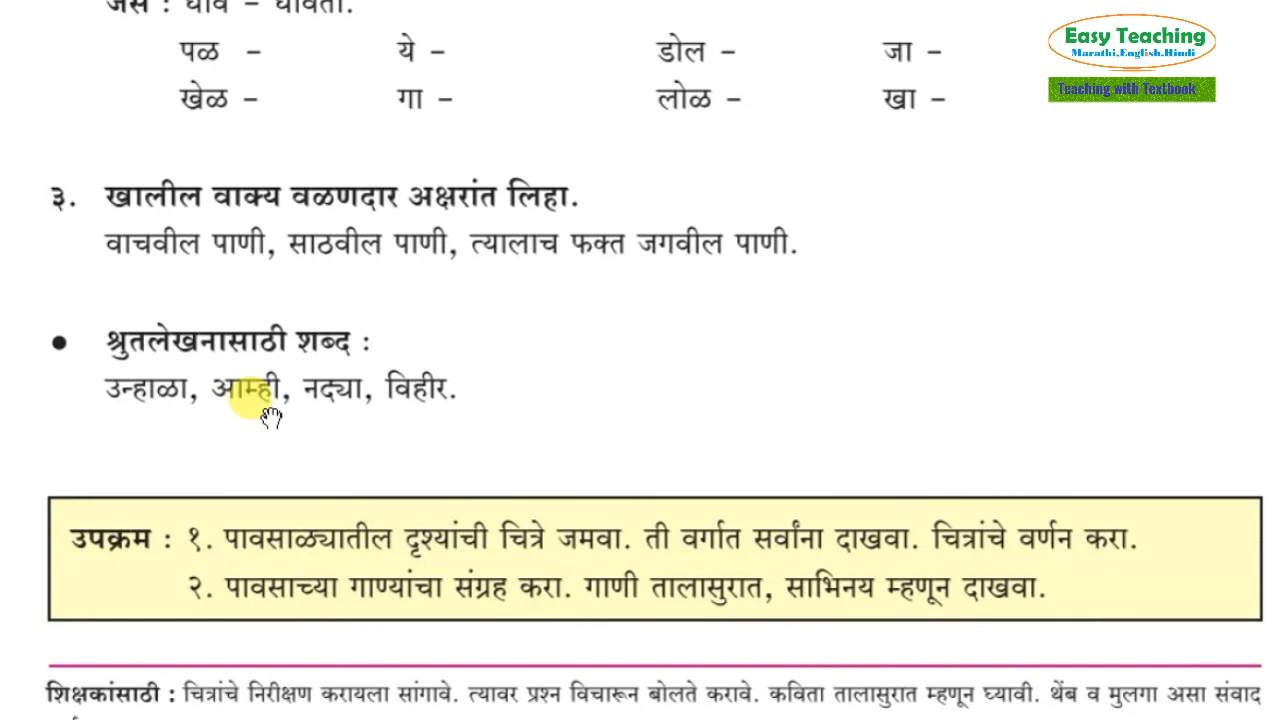 जसे : धाव – धावतो.
पळ – ये – डोल – जा –
खेळ – गा – लोळ – खा –
Easy Teaching
Marathi,English,Hindi
Teaching with Textbook
३. खालील वाक्य वळणदार अक्षरांत लिहा.
वाचवील पाणी, साठवील पाणी, त्यालाच फक्त जगवील पाणी.
● श्रुतलेखनासाठी शब्द :
उन्हाळा, आम्ही, नद्या, विहीर.
उपक्रम : १. पावसाळ्यातील दृश्यांची चित्रे जमवा. ती वर्गात सर्वांना दाखवा. चित्रांचे वर्णन करा.
२. पावसाच्या गाण्यांचा संग्रह करा. गाणी तालासुरात, साभिनय म्हणून दाखवा.
शिक्षकांसाठी : चित्रांचे निरीक्षण करायला सांगावे. त्यावर प्रश्न विचारून बोलते करावे. कविता तालासुरात म्हणून घ्यावी. थेंब व मुलगा असा संवाद